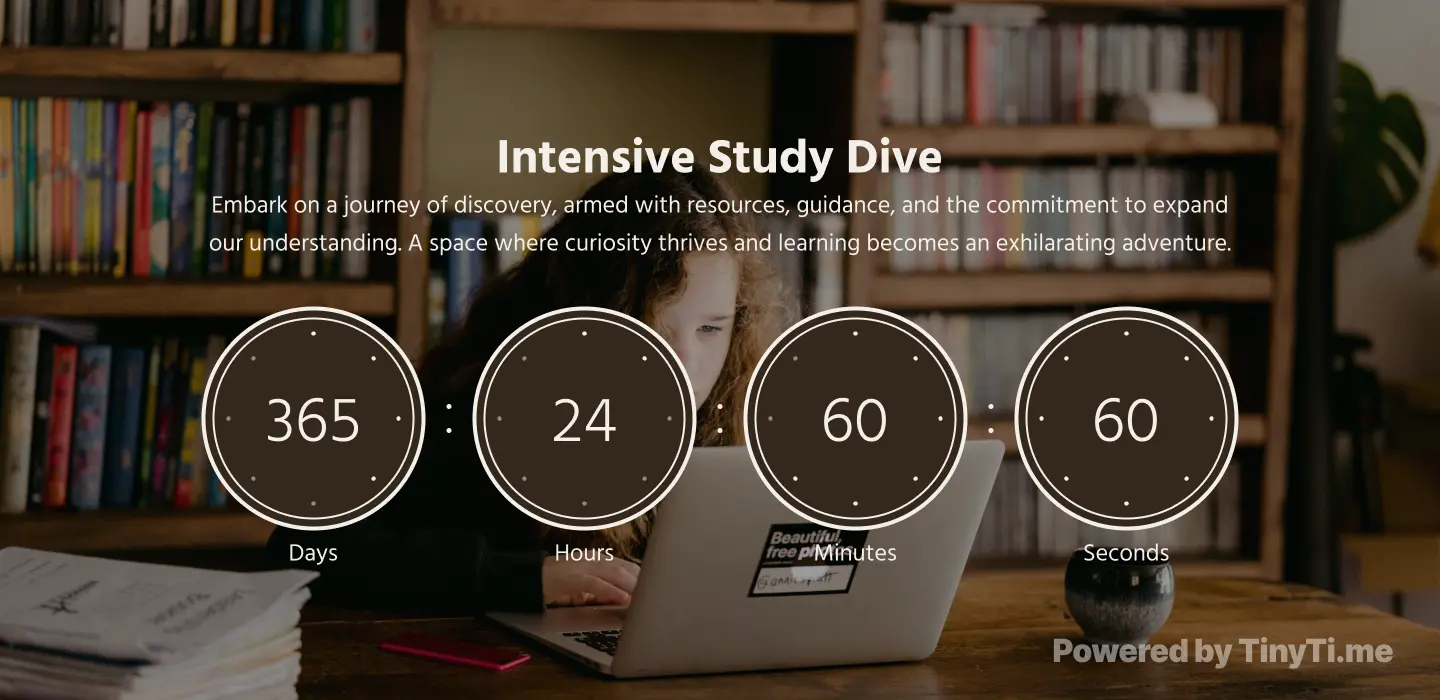 Intensive Study Dive
Embark on a journey of discovery, armed with resources, guidance, and the commitment to expand
our understanding. A space where curiosity thrives and learning becomes an exhilarating adventure.
365 : 24 : 60 : 60
Days Hours Minutes Seconds
Beautiful,
free
Powered by TinyTi.me